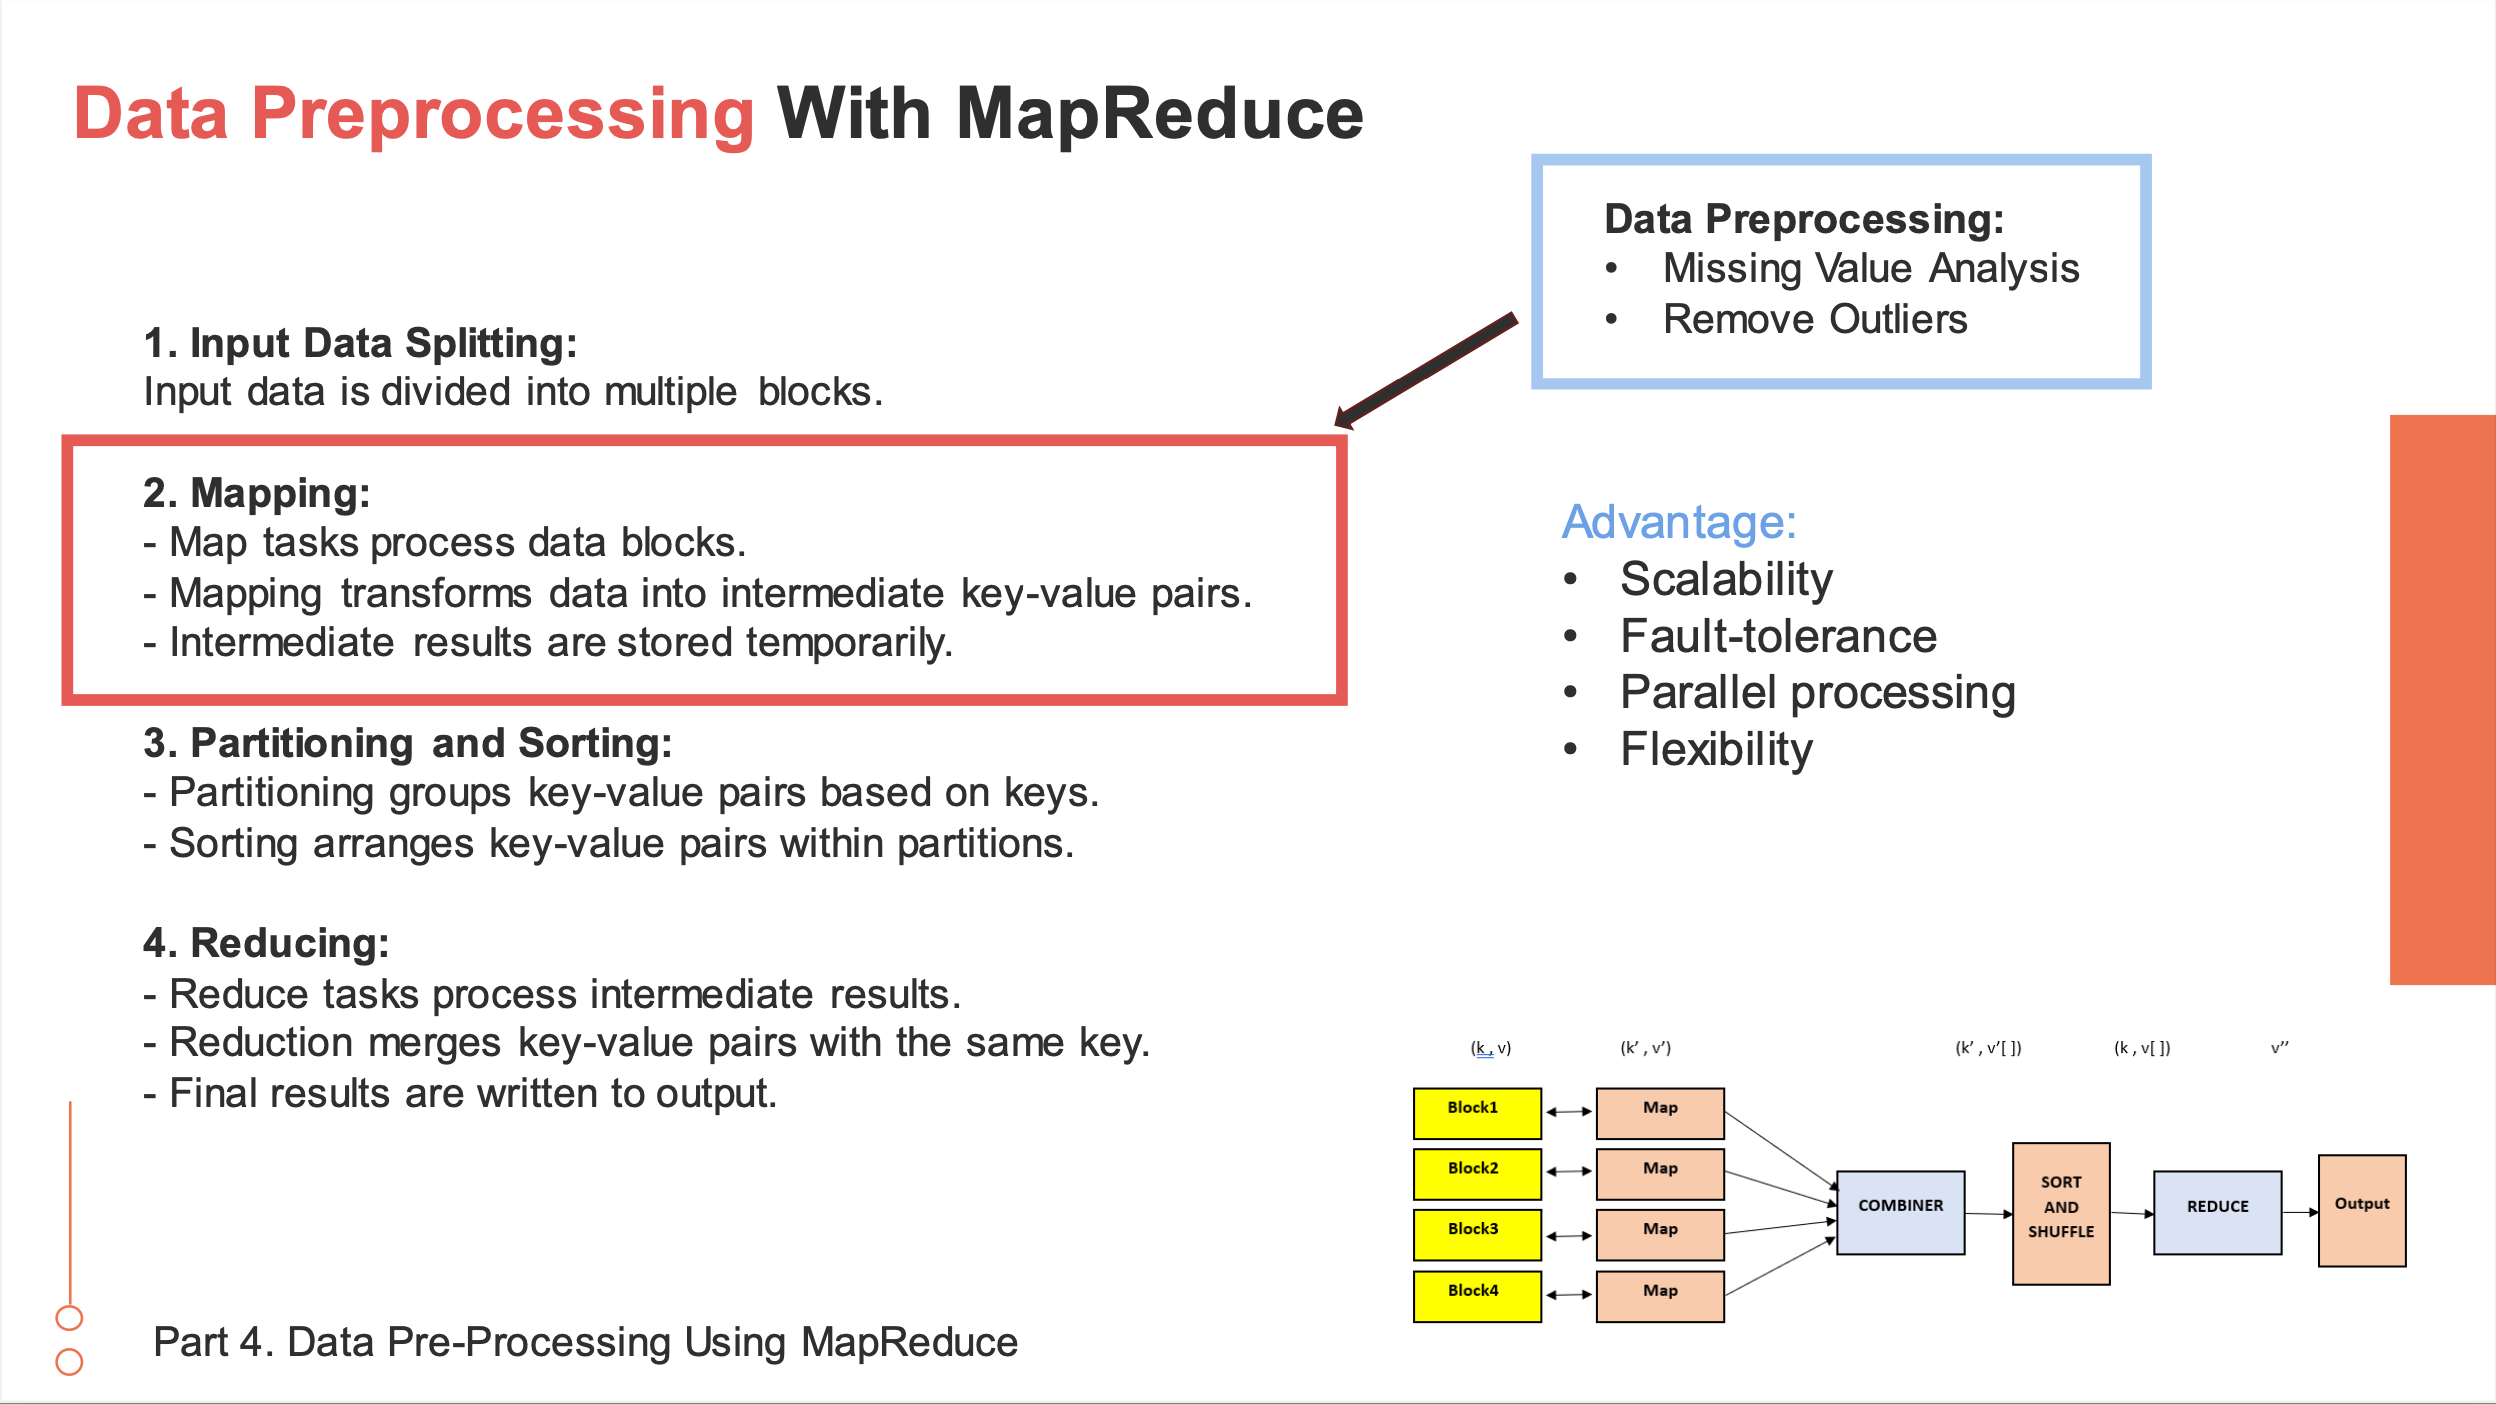 Data Preprocessing With MapReduce
Data Preprocessing:
• Missing Value Analysis
• Remove Outliers
1. Input Data Splitting:
Input data is divided into multiple blocks.
2. Mapping:
- Map tasks process data blocks.
- Mapping transforms data into intermediate key-value pairs.
- Intermediate results are stored temporarily.
3. Partitioning and Sorting:
- Partitioning groups key-value pairs based on keys.
- Sorting arranges key-value pairs within partitions.
4. Reducing:
- Reduce tasks process intermediate results.
- Reduction merges key-value pairs with the same key.
- Final results are written to output.
Advantage:
• Scalability
• Fault-tolerance
• Parallel processing
• Flexibility
(k , v) (k’ , v’) (k’ , v’[ ]) (k , v[ ]) v’’
Block1 Map
Block2 Map
Block3 Map
Block4 Map
COMBINER
SORT
AND
SHUFFLE
REDUCE
Output
Part 4. Data Pre-Processing Using MapReduce